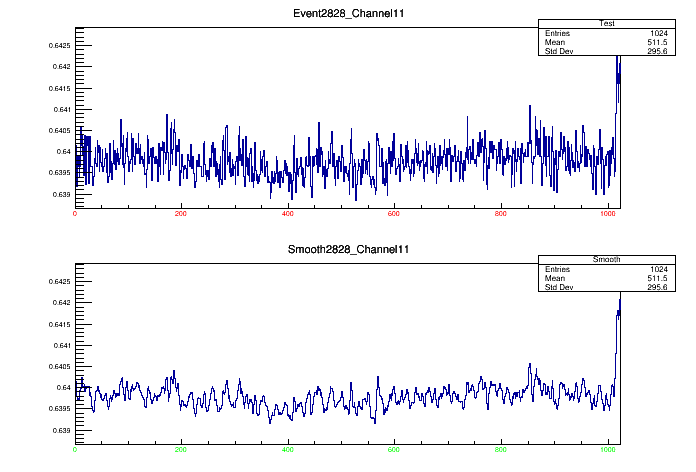 Event2828_Channel11
Test
Entries 1024
Mean 511.5
Std Dev 295.6
0.6425
0.642
0.6415
0.641
0.6405
0.64
0.6395
0.639
0 200 400 600 800 1000
Smooth2828_Channel11
Smooth
Entries 1024
Mean 511.5
Std Dev 295.6
0.6425
0.642
0.6415
0.641
0.6405
0.64
0.6395
0.639
0 200 400 600 800 1000